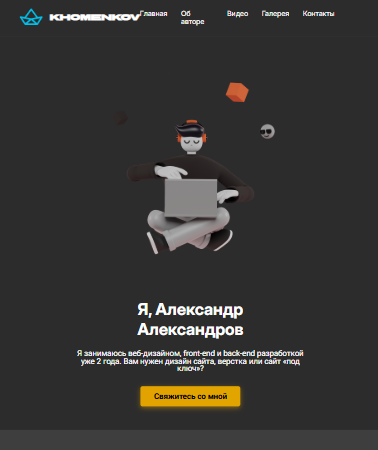 KHOMENKOV
Главная
Об
авторе
Видео
Галерея
Контакты
Я, Александр
Александров
Я занимаюсь веб-дизайном, front-end и back-end разработкой
уже 2 года. Вам нужен дизайн сайта, верстка или сайт «под
ключ»?
Свяжитесь со мной